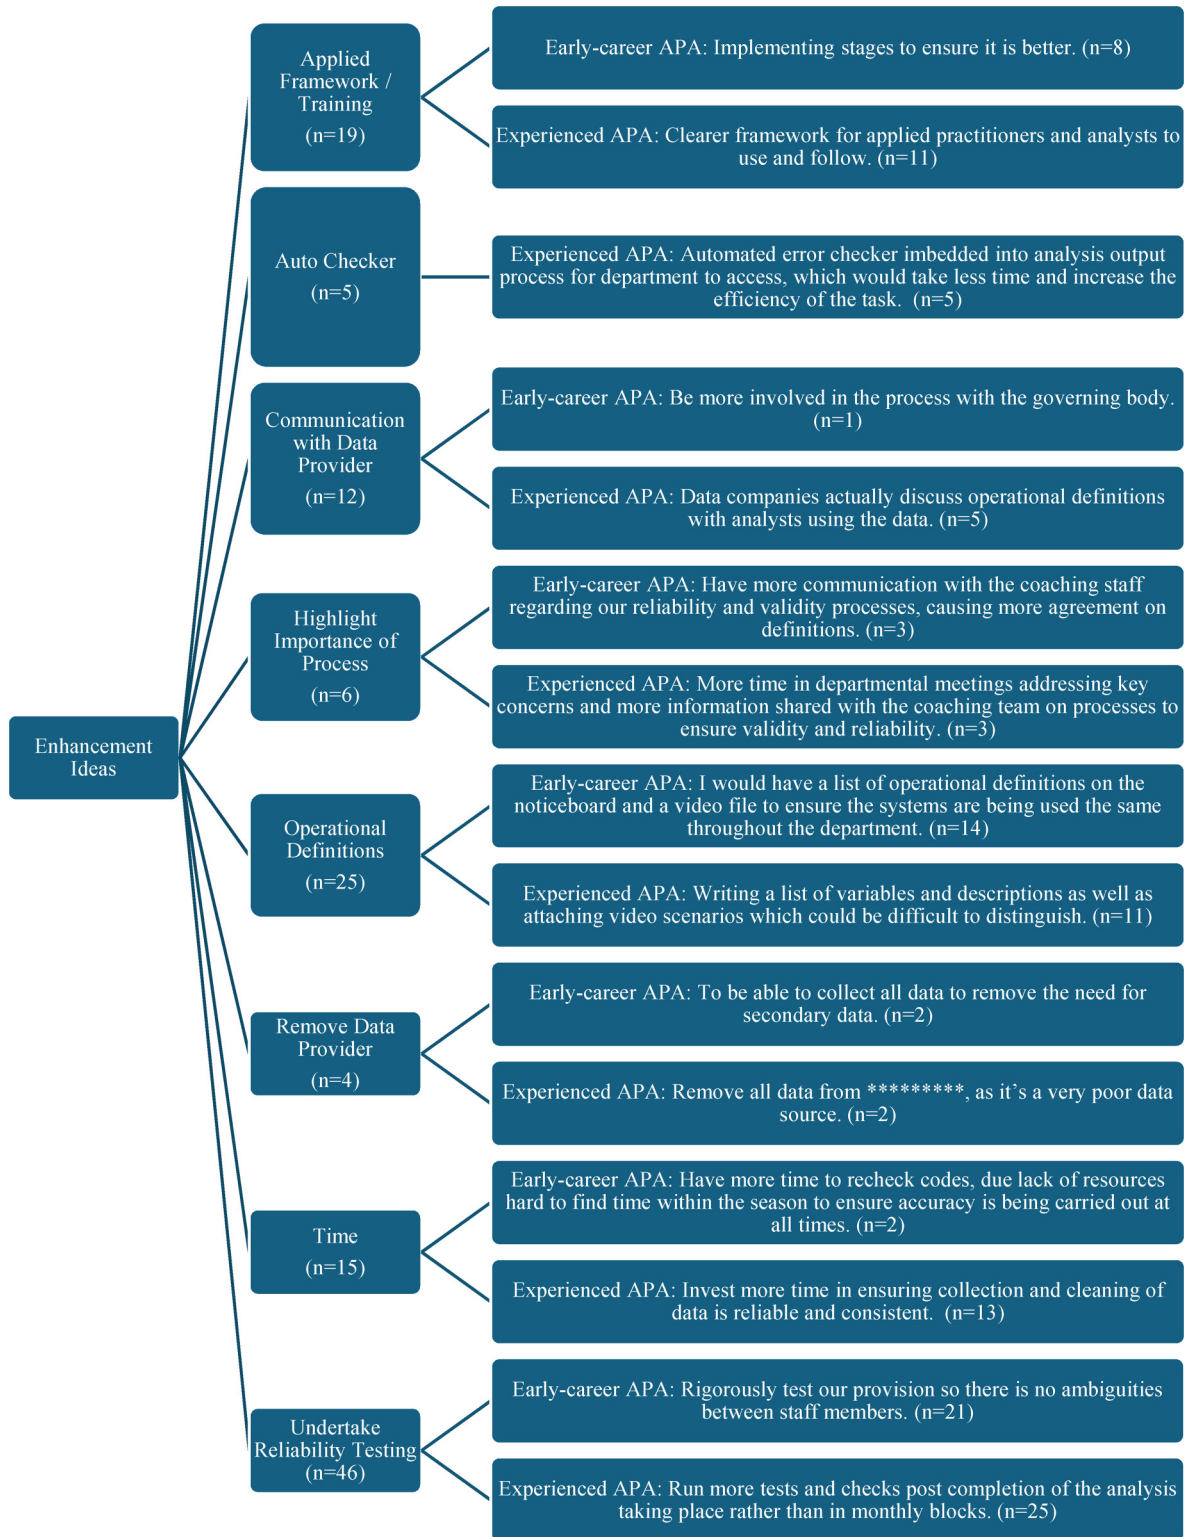 Enhancement
Ideas
Applied
Framework /
Training
(n=19)
Early-career APA: Implementing stages to ensure it is better. (n=8)
Experienced APA: Clearer framework for applied practitioners and analysts to
use and follow. (n=11)
Auto Checker
(n=5)
Experienced APA: Automated error checker imbedded into analysis output
process for department to access, which would take less time and increase the
efficiency of the task. (n=5)
Communication
with Data
Provider
(n=12)
Early-career APA: Be more involved in the process with the governing body.
(n=1)
Experienced APA: Data companies actually discuss operational definitions
with analysts using the data. (n=5)
Highlight
Importance of
Process
(n=6)
Early-career APA: Have more communication with the coaching staff
regarding our reliability and validity processes, causing more agreement on
definitions. (n=3)
Experienced APA: More time in departmental meetings addressing key
concerns and more information shared with the coaching team on processes to
ensure validity and reliability. (n=3)
Operational
Definitions
(n=25)
Early-career APA: I would have a list of operational definitions on the
noticeboard and a video file to ensure the systems are being used the same
throughout the department. (n=14)
Experienced APA: Writing a list of variables and descriptions as well as
attaching video scenarios which could be difficult to distinguish. (n=11)
Remove Data
Provider
(n=4)
Early-career APA: To be able to collect all data to remove the need for
secondary data. (n=2)
Experienced APA: Remove all data from *********, as it’s a very poor data
source. (n=2)
Time
(n=15)
Early-career APA: Have more time to recheck codes, due lack of resources
hard to find time within the season to ensure accuracy is being carried out at
all times. (n=2)
Experienced APA: Invest more time in ensuring collection and cleaning of
data is reliable and consistent. (n=13)
Undertake
Reliability Testing
(n=46)
Early-career APA: Rigorously test our provision so there is no ambiguities
between staff members. (n=21)
Experienced APA: Run more tests and checks post completion of the analysis
taking place rather than in monthly blocks. (n=25)